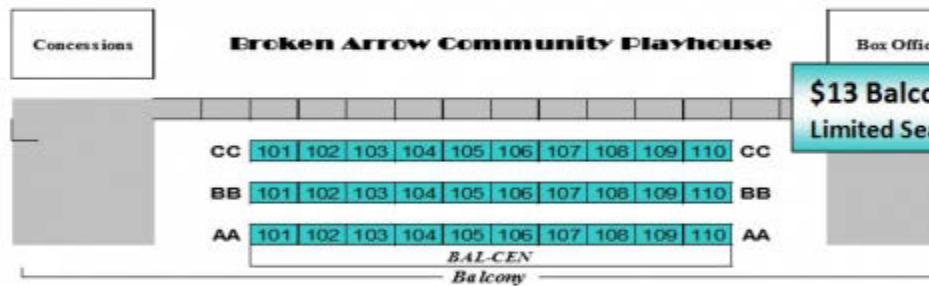 Concessions
Broken Arrow Community Playhouse
Box Offic
$13 Balco
Limited Sea
CC 101 102 103 104 105 106 107 108 109 110 CC
BB 101 102 103 104 105 106 107 108 109 110 BB
AA 101 102 103 104 105 106 107 108 109 110 AA
BAL-CEN
Balcony